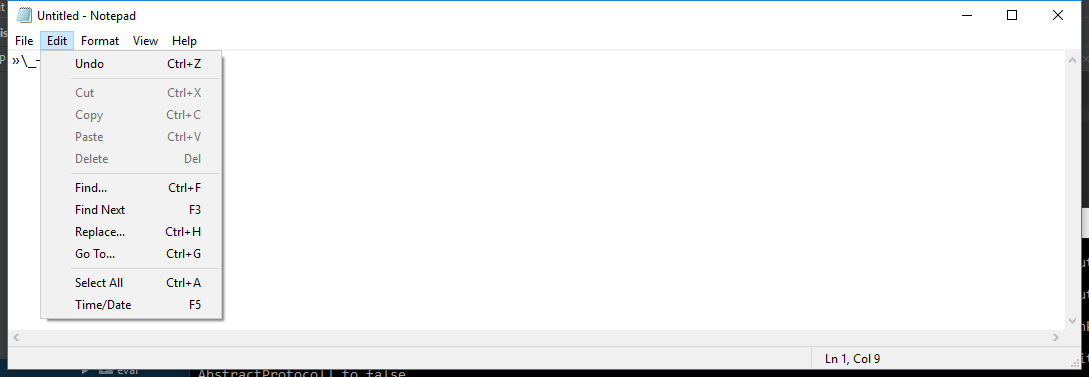 Untitled - Notepad
File Edit Format View Help
»\_
Undo Ctrl+Z
Cut Ctrl+X
Copy Ctrl+C
Paste Ctrl+V
Delete Del
Find... Ctrl+F
Find Next F3
Replace... Ctrl+H
Go To... Ctrl+G
Select All Ctrl+A
Time/Date F5
Ln 1, Col 9
eval
AbstractProtocol] to false